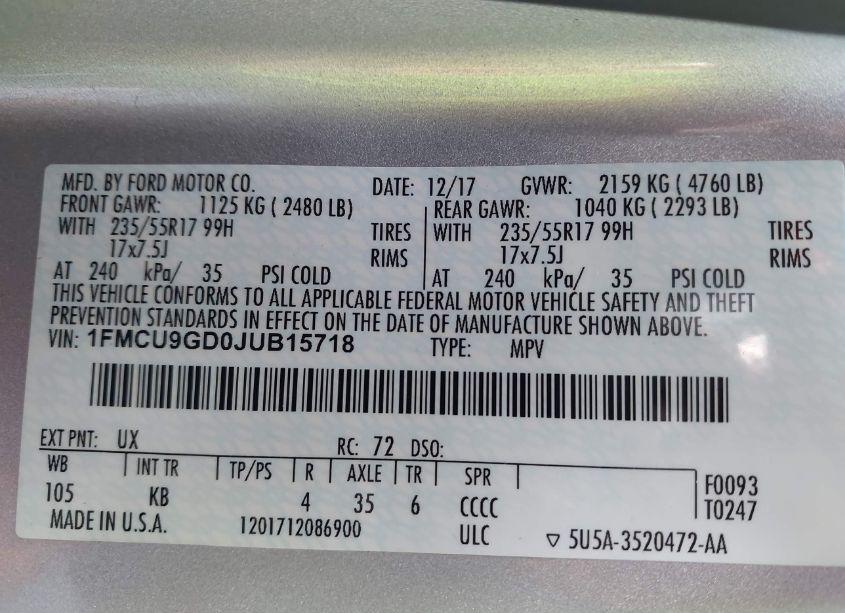 MFD. BY FORD MOTOR CO. DATE: 12/17 GVWR: 2159 KG ( 4760 LB)
FRONT GAWR: 1125 KG ( 2480 LB) REAR GAWR: 1040 KG ( 2293 LB)
WITH 235/55R17 99H TIRES WITH 235/55R17 99H TIRES
17x7.5J RIMS 17x7.5J RIMS
AT 240 kPa/ 35 PSI COLD AT 240 kPa/ 35 PSI COLD
THIS VEHICLE CONFORMS TO ALL APPLICABLE FEDERAL MOTOR VEHICLE SAFETY AND THEFT
PREVENTION STANDARDS IN EFFECT ON THE DATE OF MANUFACTURE SHOWN ABOVE.
VIN: 1FMCU9GD0JUB15718 TYPE: MPV
EXT PNT: UX RC: 72 DSO:
WB INT TR TP/PS R AXLE TR SPR F0093
105 KB 4 35 6 CCCC T0247
MADE IN U.S.A. 1201712086900 ULC ▽ 5U5A-3520472-AA